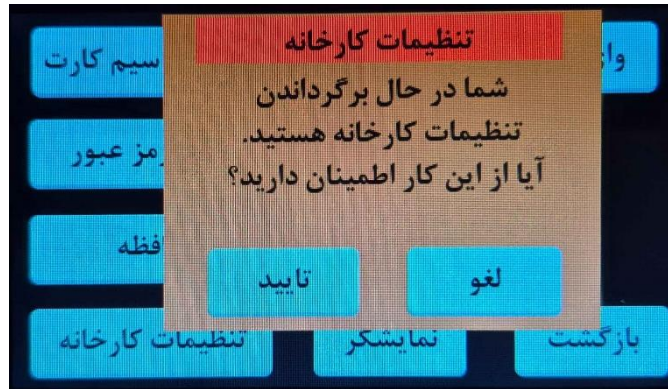 تنظیمات کارخانه
شما در حال برگرداندن
تنظیمات کارخانه هستید.
آیا از این کار اطمینان دارید؟
لغو
تایید
سیم کارت
رمز عبور
بازگشت
نمایشگر
تنظیمات کارخانه